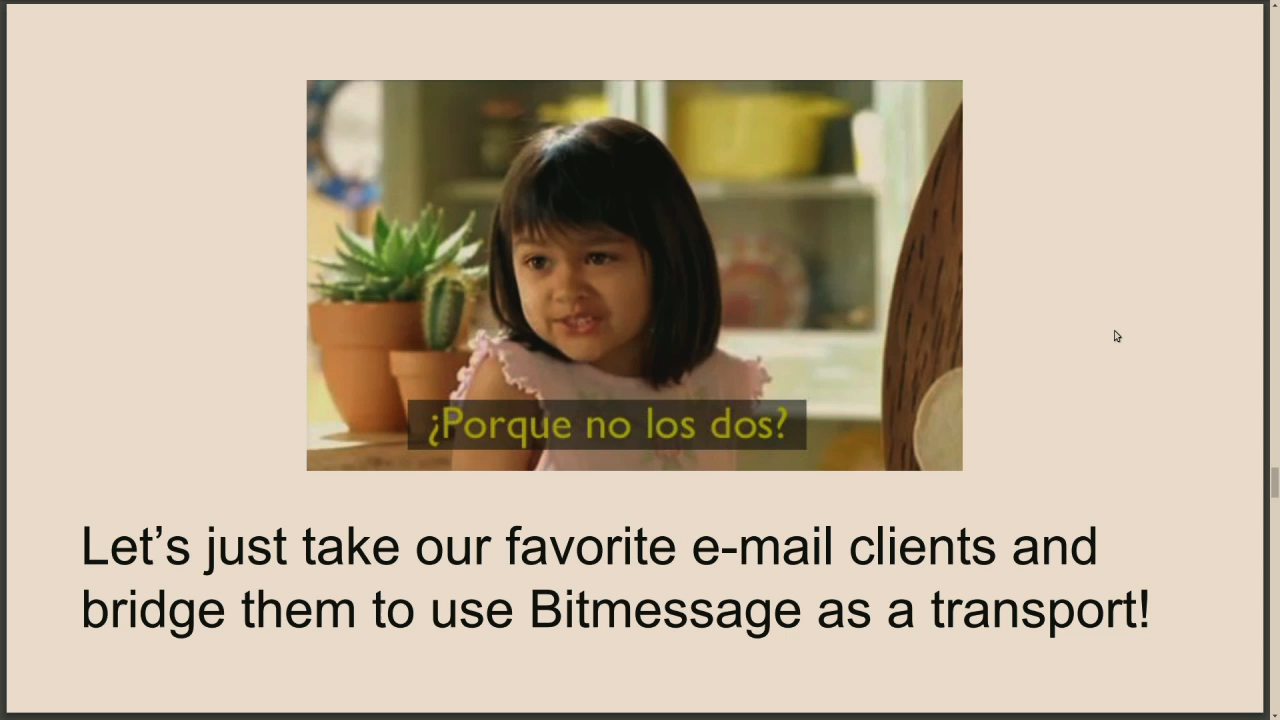 ¿Porque no los dos?
Let’s just take our favorite e-mail clients and
bridge them to use Bitmessage as a transport!